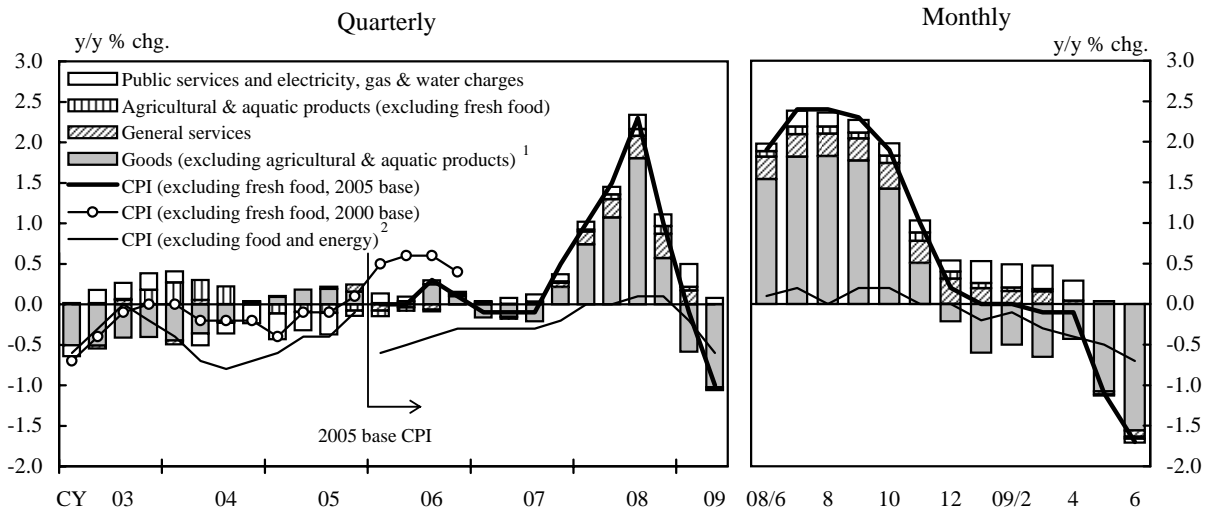 Quarterly
Monthly
y/y % chg.
y/y % chg.
3.0
2.5
2.0
1.5
1.0
0.5
0.0
-0.5
-1.0
-1.5
-2.0
Public services and electricity, gas & water charges
Agricultural & aquatic products (excluding fresh food)
General services
Goods (excluding agricultural & aquatic products) 1
CPI (excluding fresh food, 2005 base)
CPI (excluding fresh food, 2000 base)
CPI (excluding food and energy) 2
2005 base CPI
3.0
2.5
2.0
1.5
1.0
0.5
0.0
-0.5
-1.0
-1.5
-2.0
CY 03 04 05 06 07 08 09
08/6 8 10 12 09/2 4 6